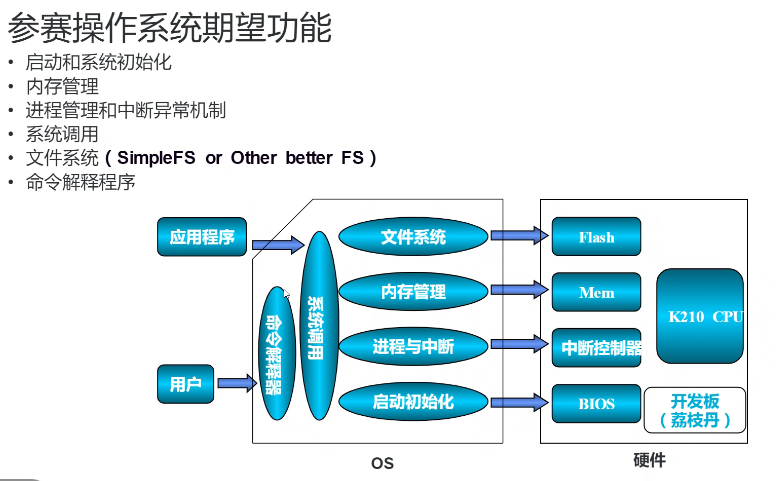 参赛操作系统期望功能
• 启动和系统初始化
• 内存管理
• 进程管理和中断异常机制
• 系统调用
• 文件系统（SimpleFS or Other better FS）
• 命令解释程序
应用程序
用户
命令解释器
系统调用
文件系统
内存管理
进程与中断
启动初始化
OS
Flash
Mem
中断控制器
BIOS
K210 CPU
开发板
（荔枝丹）
硬件